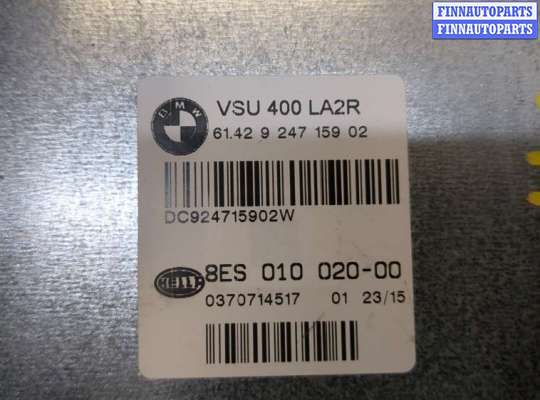 FINNAUTOPARTS
FINNAUTOPARTS
BMW
VSU 400 LA2R
61.42 9 247 159 02
DC924715902W
HELLA
8ES 010 020-00
0370714517 01 23/15